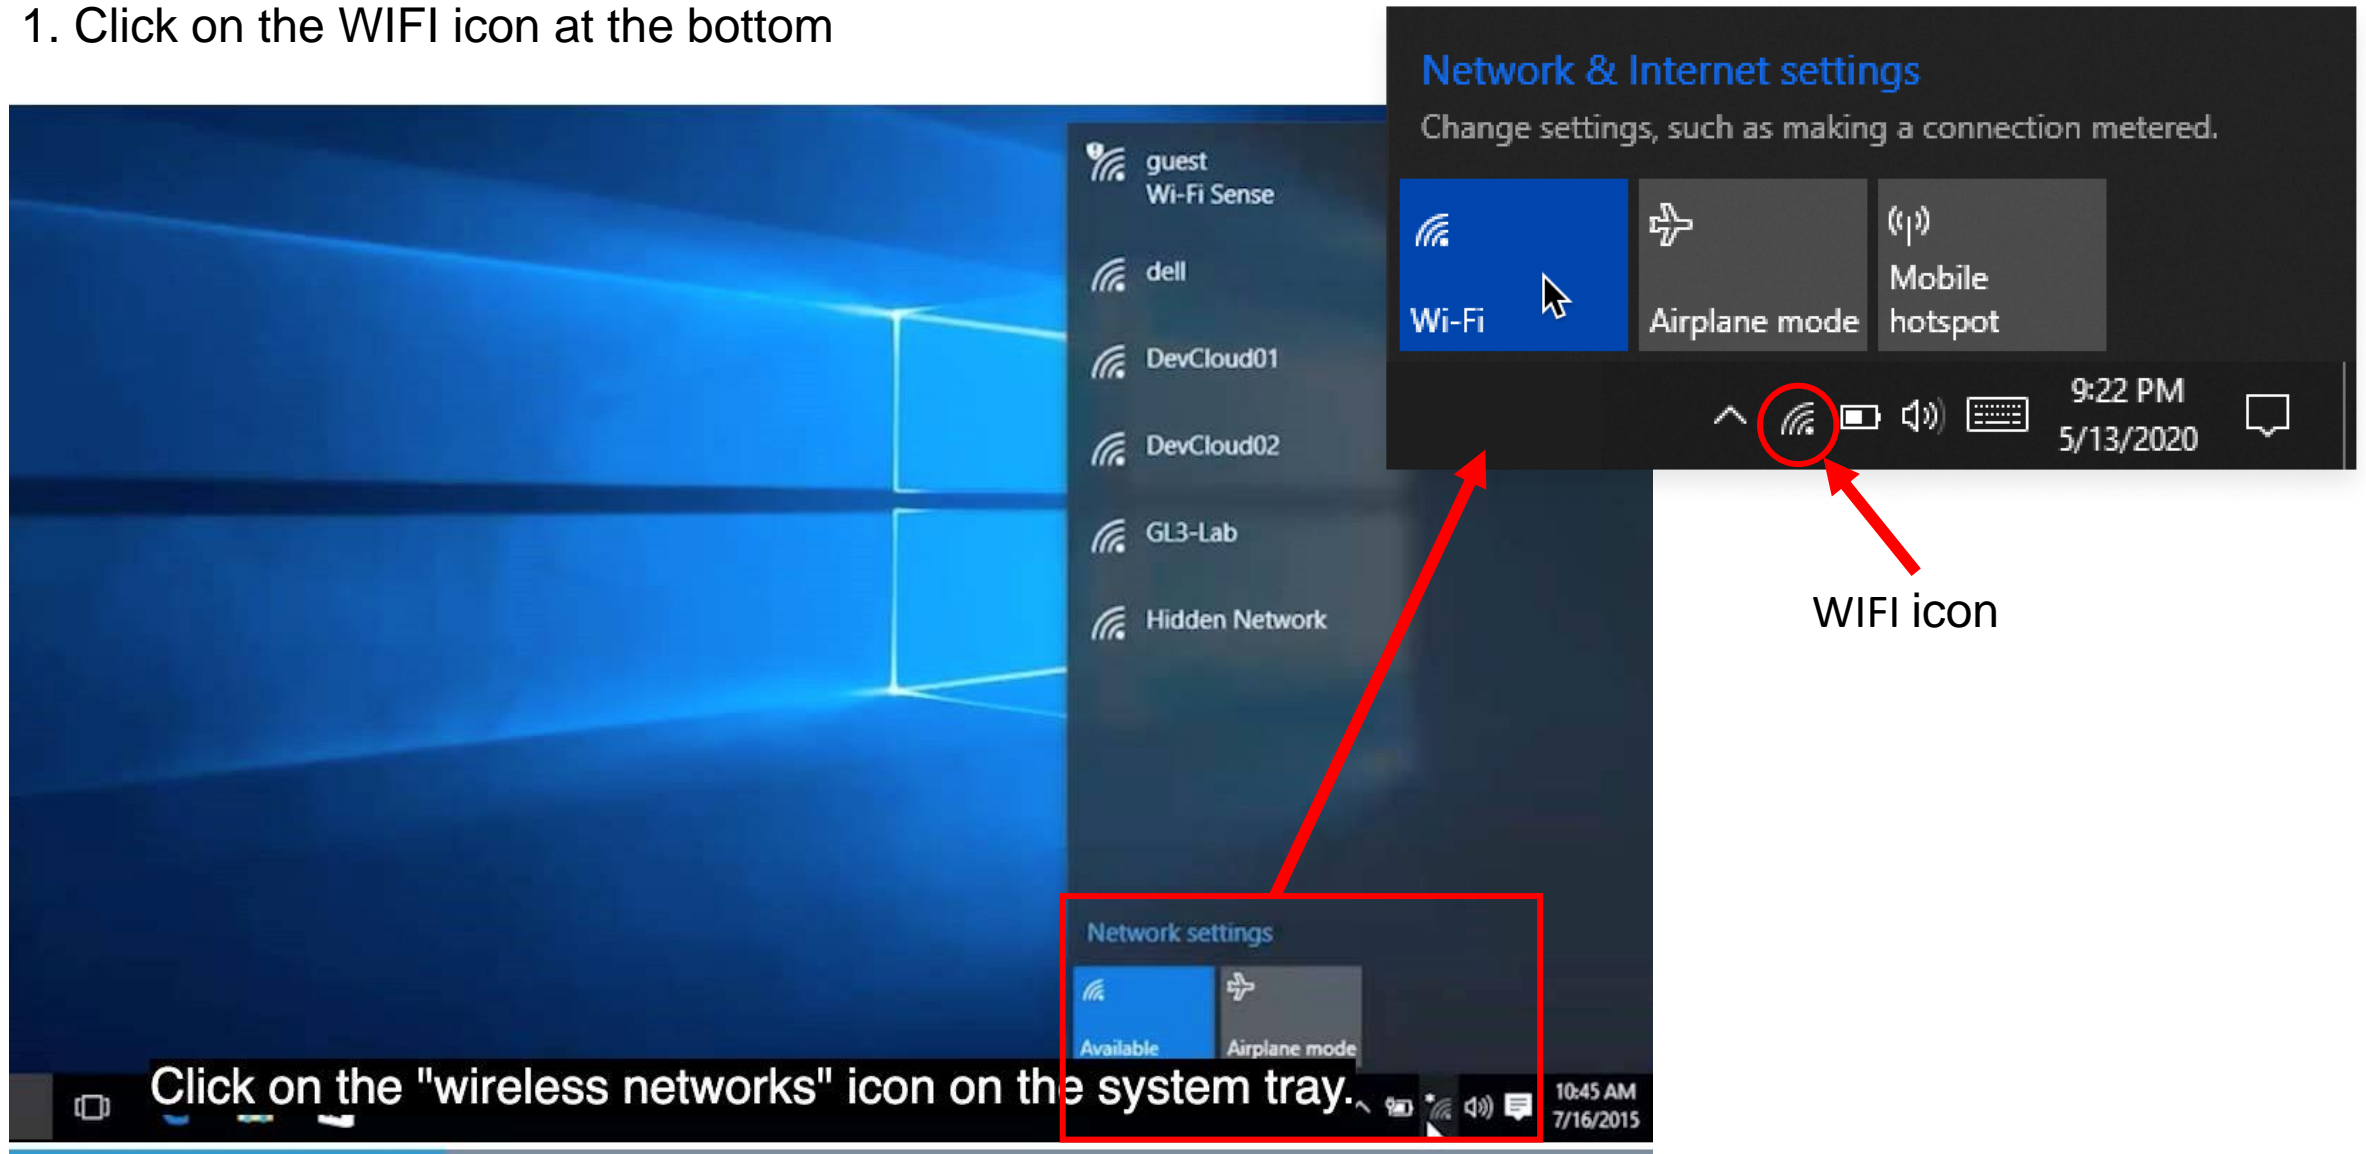 1. Click on the WIFI icon at the bottom
Network & Internet settings
Change settings, such as making a connection metered.
Wi-Fi
Airplane mode
Mobile
hotspot
9:22 PM
5/13/2020
WIFI icon
guest
Wi-Fi Sense
dell
DevCloud01
DevCloud02
GL3-Lab
Hidden Network
Network settings
Available
Airplane mode
Click on the "wireless networks" icon on the system tray.
10:45 AM
7/16/2015